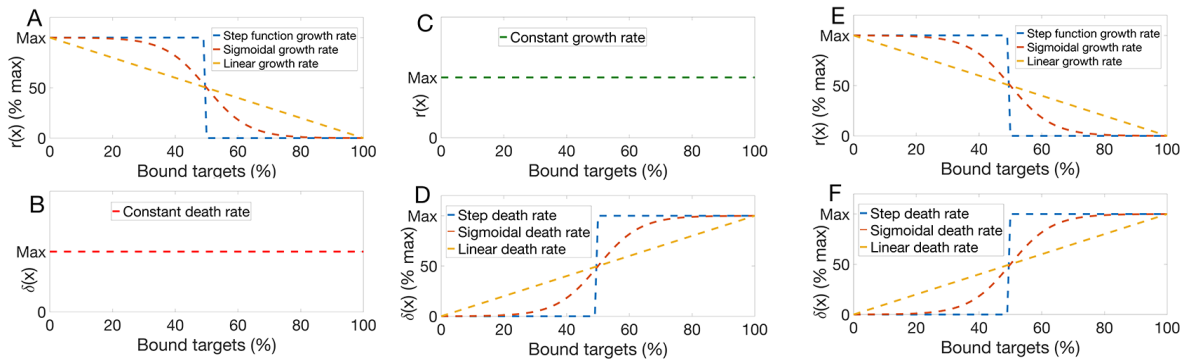 A
Step function growth rate
Sigmoidal growth rate
Linear growth rate
Max
50
0
r(x) (% max)
0 20 40 60 80 100
Bound targets (%)
B
Constant death rate
Max
0
δ(x)
0 20 40 60 80 100
Bound targets (%)
C
Constant growth rate
Max
0
r(x)
0 20 40 60 80 100
Bound targets (%)
D
Step death rate
Sigmoidal death rate
Linear death rate
Max
50
0
δ(x) (% max)
0 20 40 60 80 100
Bound targets (%)
E
Step function growth rate
Sigmoidal growth rate
Linear growth rate
Max
50
0
r(x) (% max)
0 20 40 60 80 100
Bound targets (%)
F
Step death rate
Sigmoidal death rate
Linear death rate
Max
50
0
δ(x) (% max)
0 20 40 60 80 100
Bound targets (%)